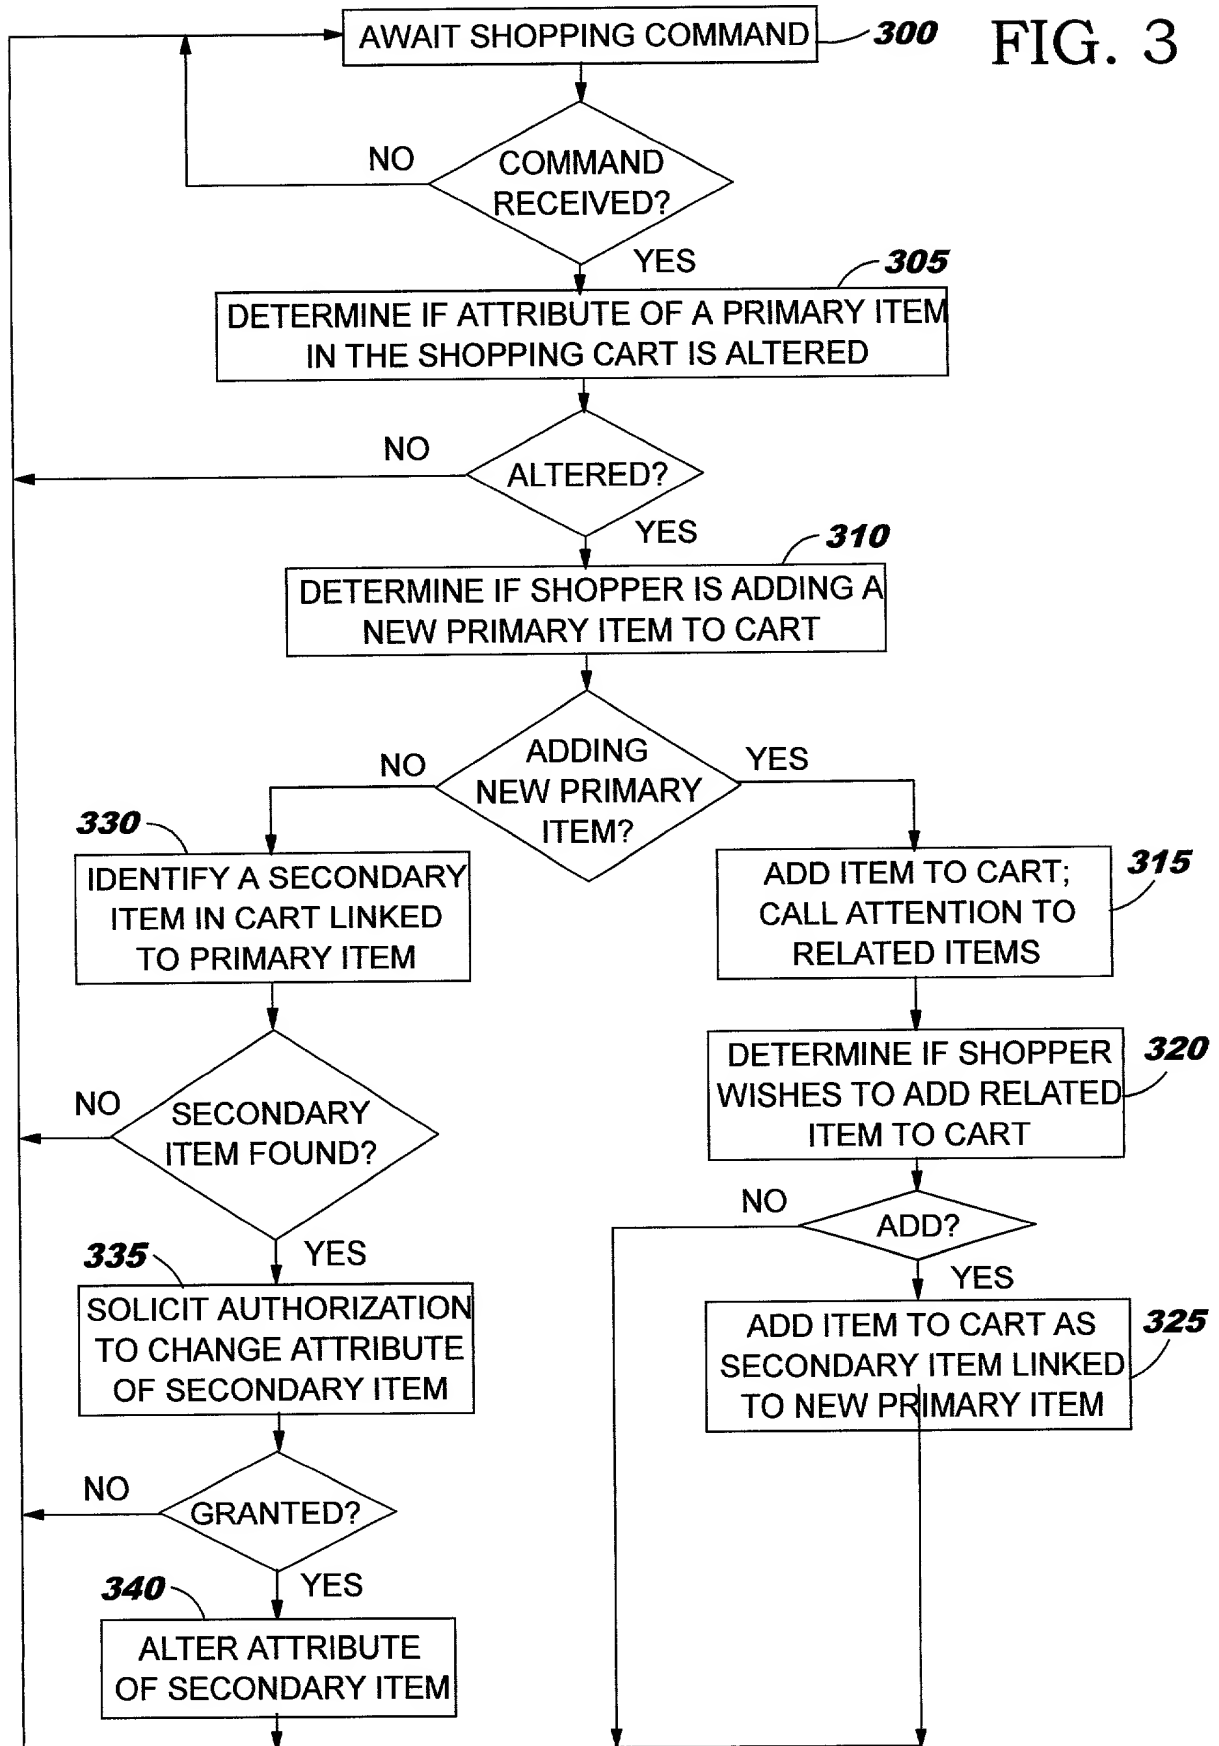 AWAIT SHOPPING COMMAND
300
FIG. 3
NO
COMMAND
RECEIVED?
YES
305
DETERMINE IF ATTRIBUTE OF A PRIMARY ITEM
IN THE SHOPPING CART IS ALTERED
NO
ALTERED?
YES
310
DETERMINE IF SHOPPER IS ADDING A
NEW PRIMARY ITEM TO CART
NO
ADDING
NEW PRIMARY
ITEM?
YES
330
IDENTIFY A SECONDARY
ITEM IN CART LINKED
TO PRIMARY ITEM
ADD ITEM TO CART;
CALL ATTENTION TO
RELATED ITEMS
315
DETERMINE IF SHOPPER
WISHES TO ADD RELATED
ITEM TO CART
320
NO
SECONDARY
ITEM FOUND?
YES
NO
ADD?
YES
335
SOLICIT AUTHORIZATION
TO CHANGE ATTRIBUTE
OF SECONDARY ITEM
ADD ITEM TO CART AS
SECONDARY ITEM LINKED
TO NEW PRIMARY ITEM
325
NO
GRANTED?
YES
340
ALTER ATTRIBUTE
OF SECONDARY ITEM